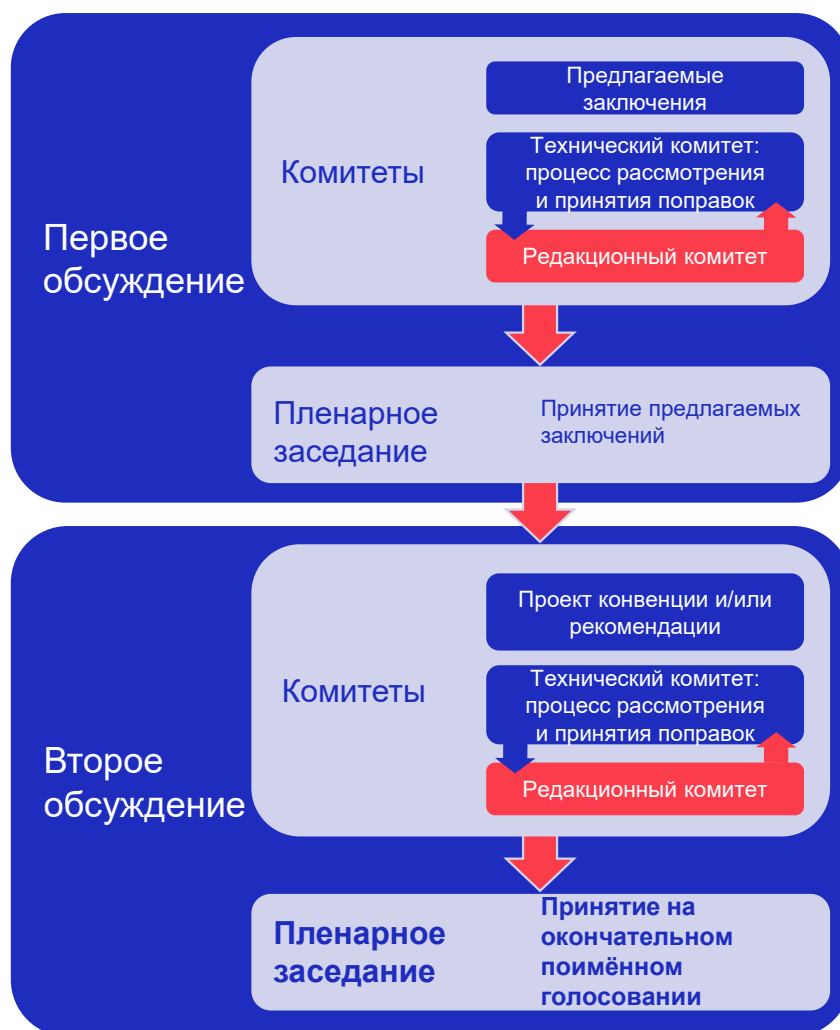 Первое
обсуждение
Комитеты
Предлагаемые
заключения
Технический комитет:
процесс рассмотрения
и принятия поправок
Редакционный комитет
Пленарное
заседание
Принятие предлагаемых
заключений
Второе
обсуждение
Комитеты
Проект конвенции и/или
рекомендации
Технический комитет:
процесс рассмотрения
и принятия поправок
Редакционный комитет
Пленарное
заседание
Принятие на
окончательном
поимённом
голосовании